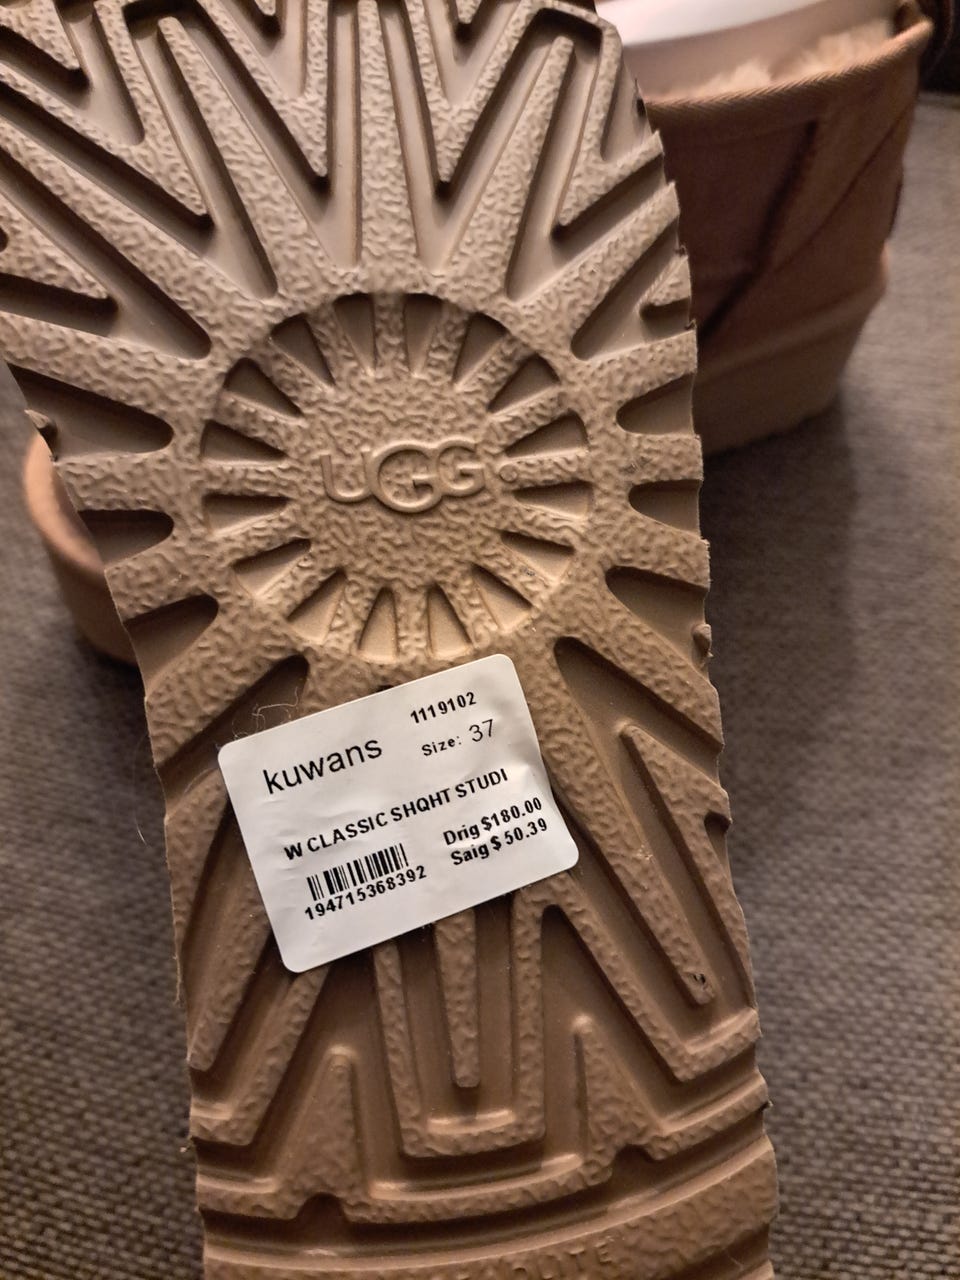 UGG
1119102
kuwans
Size: 37
W CLASSIC SHQHT STUDI
Drig $180.00
Saig $ 50.39
194715368392